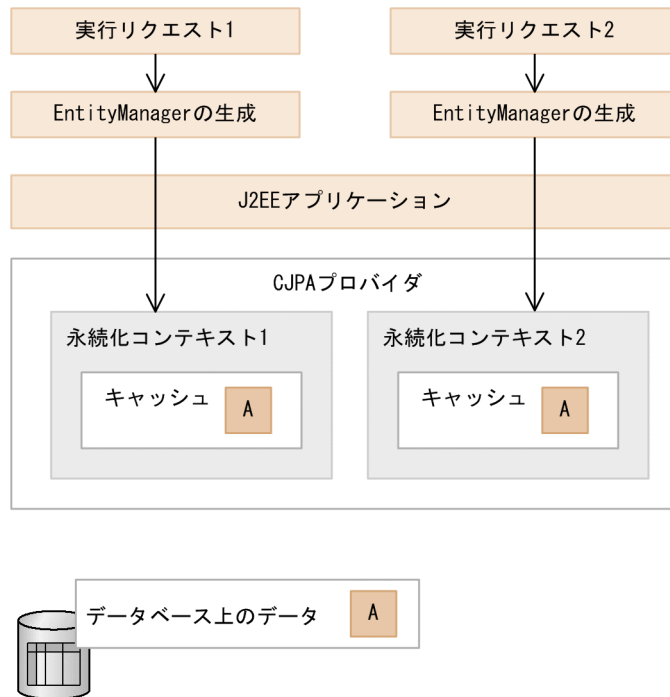 実行リクエスト1
実行リクエスト2
EntityManagerの生成
EntityManagerの生成
J2EEアプリケーション
CJPAプロバイダ
永続化コンテキスト1
永続化コンテキスト2
キャッシュ
A
キャッシュ
A
データベース上のデータ
A